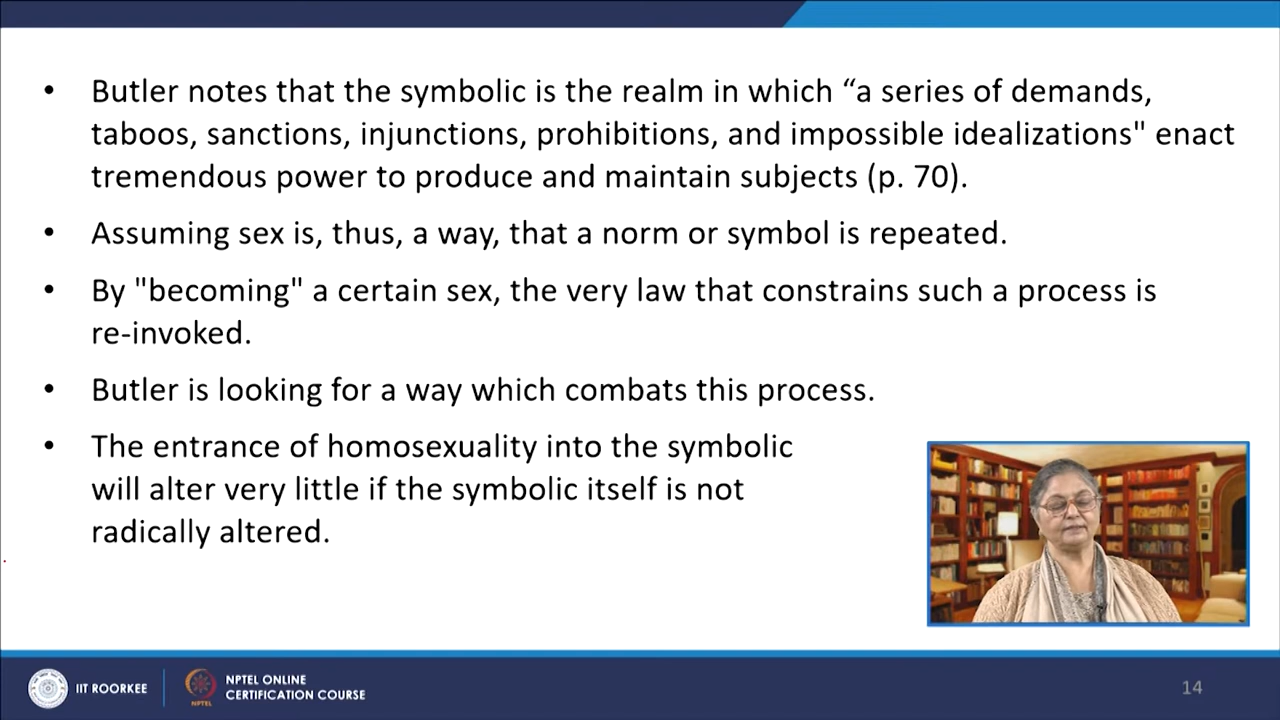 • Butler notes that the symbolic is the realm in which “a series of demands,
taboos, sanctions, injunctions, prohibitions, and impossible idealizations" enact
tremendous power to produce and maintain subjects (p. 70).
• Assuming sex is, thus, a way, that a norm or symbol is repeated.
• By "becoming" a certain sex, the very law that constrains such a process is
re-invoked.
• Butler is looking for a way which combats this process.
• The entrance of homosexuality into the symbolic
will alter very little if the symbolic itself is not
radically altered.
IIT ROORKEE
NPTEL
NPTEL ONLINE
CERTIFICATION COURSE
14